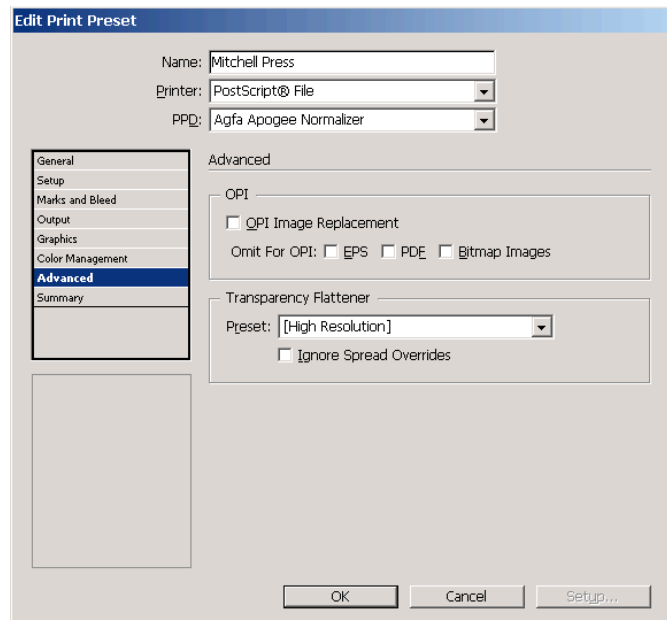 Edit Print Preset
Name: Mitchell Press
Printer: PostScript® File
PPD: Agfa Apogee Normalizer
General
Setup
Marks and Bleed
Output
Graphics
Color Management
Advanced
Summary
Advanced
OPI
OPI Image Replacement
Omit For OPI: EPS PDF Bitmap Images
Transparency Flattener
Preset: [High Resolution]
Ignore Spread Overrides
OK Cancel Setup...